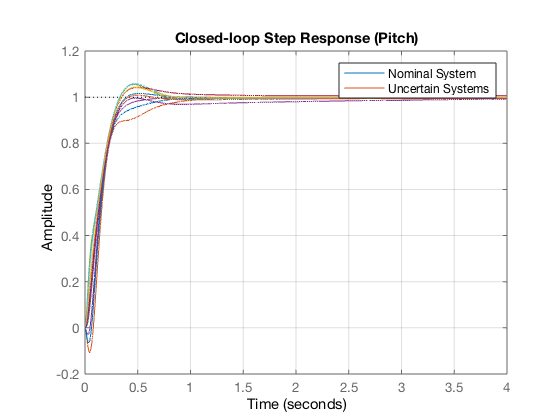 Closed-loop Step Response (Pitch)
1.2
1
0.8
0.6
0.4
0.2
0
-0.2
Amplitude
Nominal System
Uncertain Systems
0 0.5 1 1.5 2 2.5 3 3.5 4
Time (seconds)